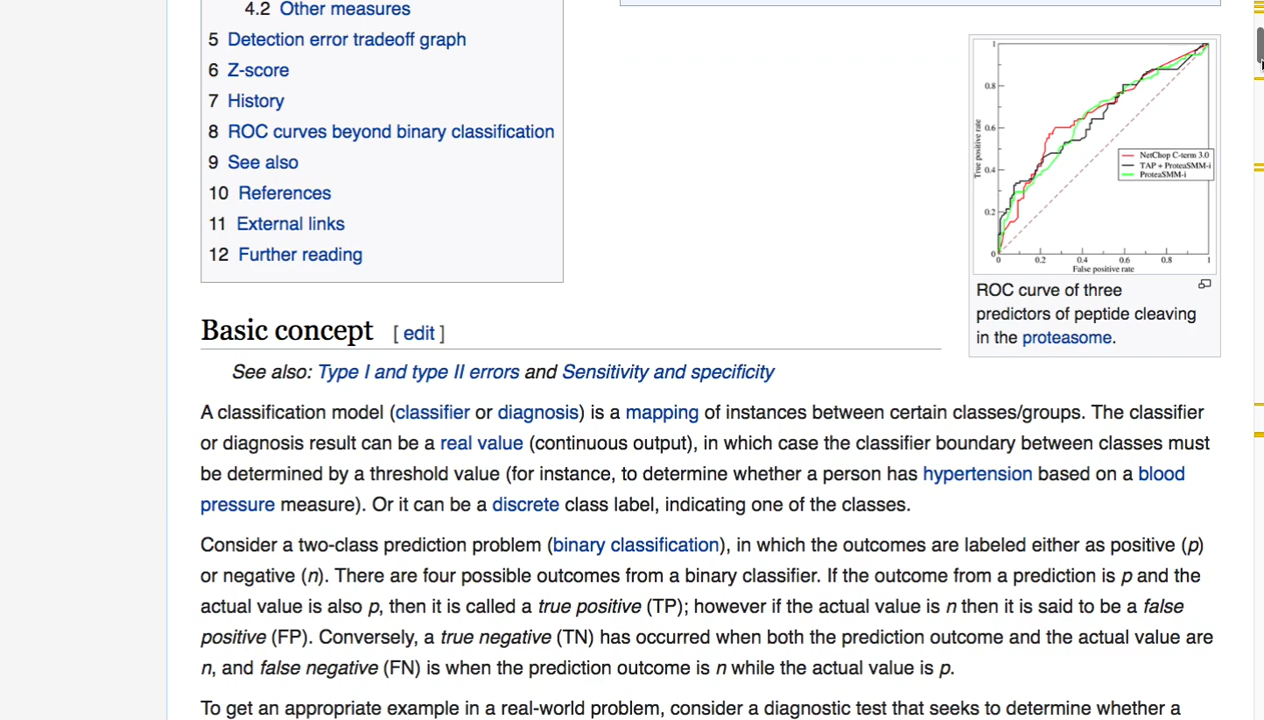 4.2 Other measures
5 Detection error tradeoff graph
6 Z-score
7 History
8 ROC curves beyond binary classification
9 See also
10 References
11 External links
12 Further reading
1
0.8
0.6
0.4
0.2
0
0 0.2 0.4 0.6 0.8 1
True positive rate
False positive rate
NetChop C-term 3.0
TAP + ProteaSMM-i
ProteaSMM-i
ROC curve of three
predictors of peptide cleaving
in the proteasome.
Basic concept [ edit ]
See also: Type I and type II errors and Sensitivity and specificity
A classification model (classifier or diagnosis) is a mapping of instances between certain classes/groups. The classifier
or diagnosis result can be a real value (continuous output), in which case the classifier boundary between classes must
be determined by a threshold value (for instance, to determine whether a person has hypertension based on a blood
pressure measure). Or it can be a discrete class label, indicating one of the classes.
Consider a two-class prediction problem (binary classification), in which the outcomes are labeled either as positive (p)
or negative (n). There are four possible outcomes from a binary classifier. If the outcome from a prediction is p and the
actual value is also p, then it is called a true positive (TP); however if the actual value is n then it is said to be a false
positive (FP). Conversely, a true negative (TN) has occurred when both the prediction outcome and the actual value are
n, and false negative (FN) is when the prediction outcome is n while the actual value is p.
To get an appropriate example in a real-world problem, consider a diagnostic test that seeks to determine whether a